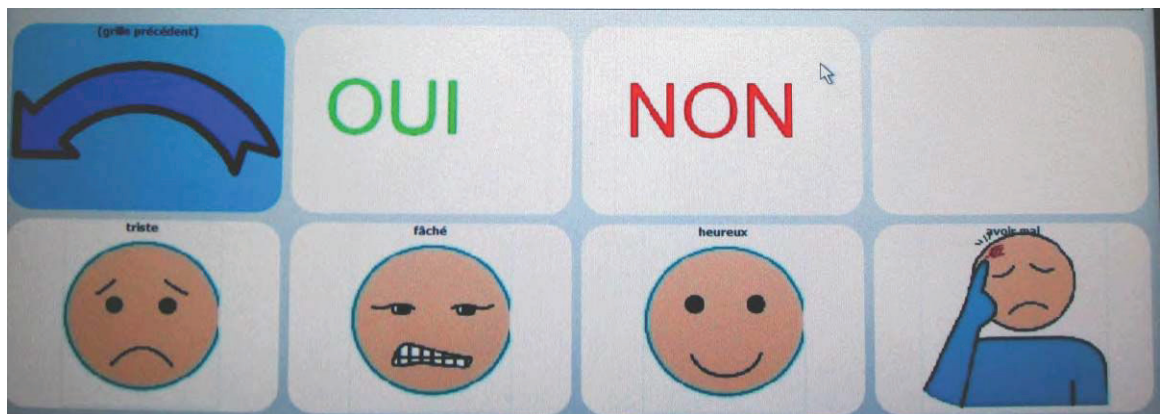 (grille précédent)
OUI
NON
triste
fâché
heureux
avoir mal